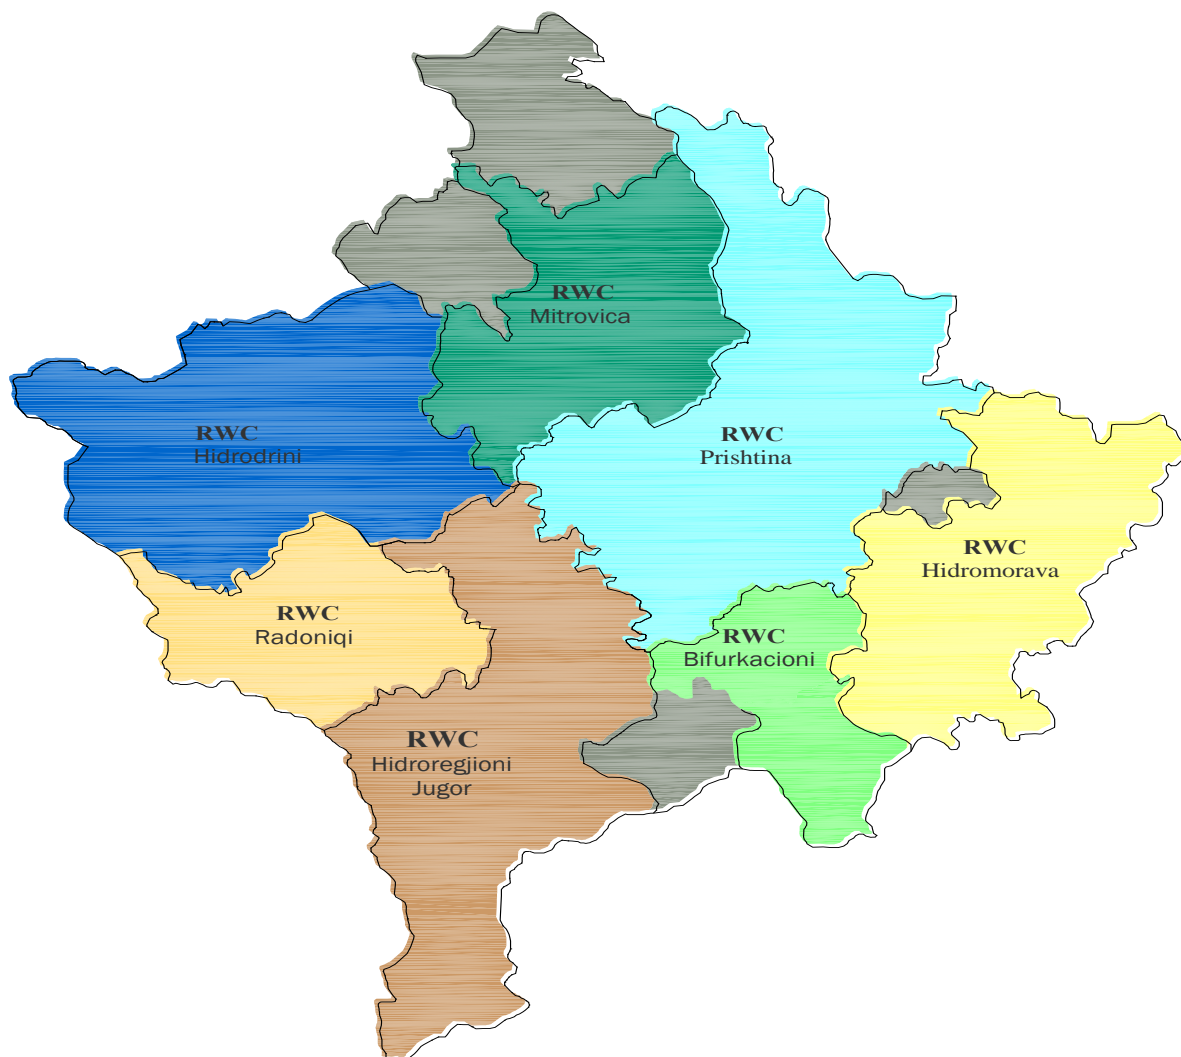 RWC
Mitrovica
RWC
Hidrodrini
RWC
Prishtina
RWC
Hidromorava
RWC
Radoniqi
RWC
Bifurkacioni
RWC
Hidroregjioni
Jugor